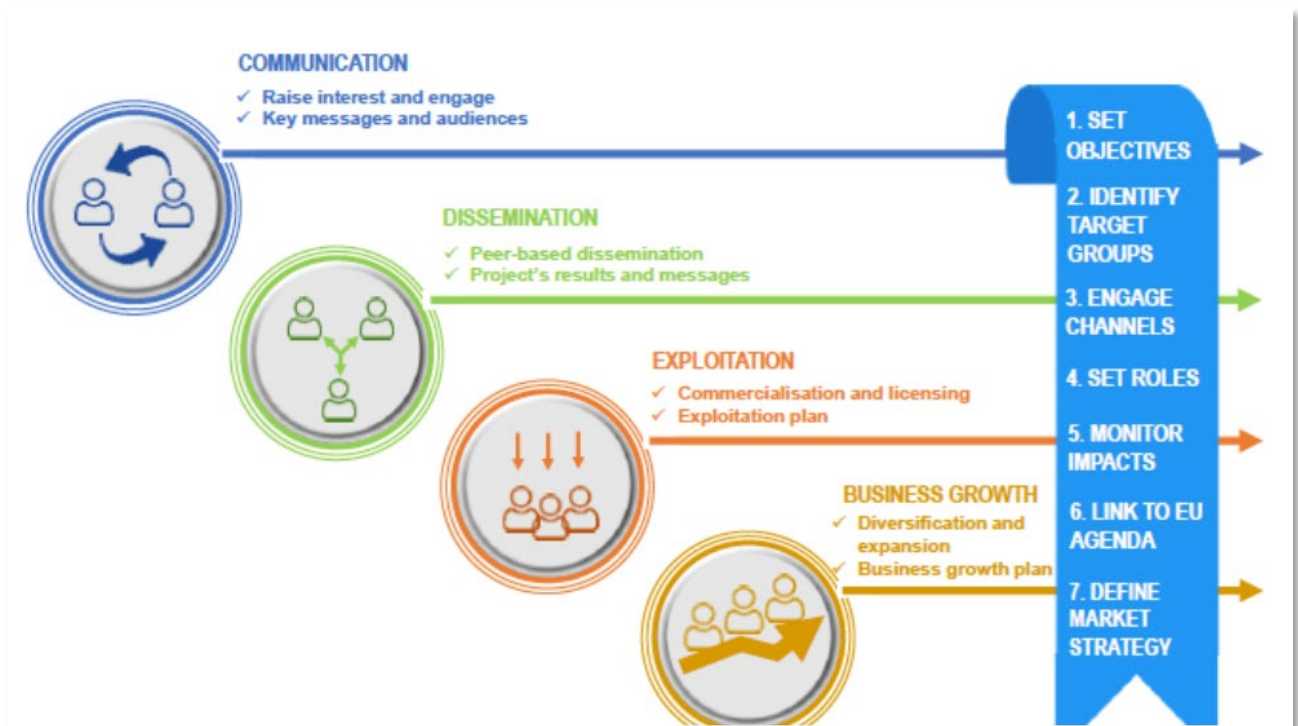 COMMUNICATION
✓ Raise interest and engage
✓ Key messages and audiences
DISSEMINATION
✓ Peer-based dissemination
✓ Project's results and messages
EXPLOITATION
✓ Commercialisation and licensing
✓ Exploitation plan
BUSINESS GROWTH
✓ Diversification and
expansion
✓ Business growth plan
1. SET
OBJECTIVES
2. IDENTIFY
TARGET
GROUPS
3. ENGAGE
CHANNELS
4. SET ROLES
5. MONITOR
IMPACTS
6. LINK TO EU
AGENDA
7. DEFINE
MARKET
STRATEGY